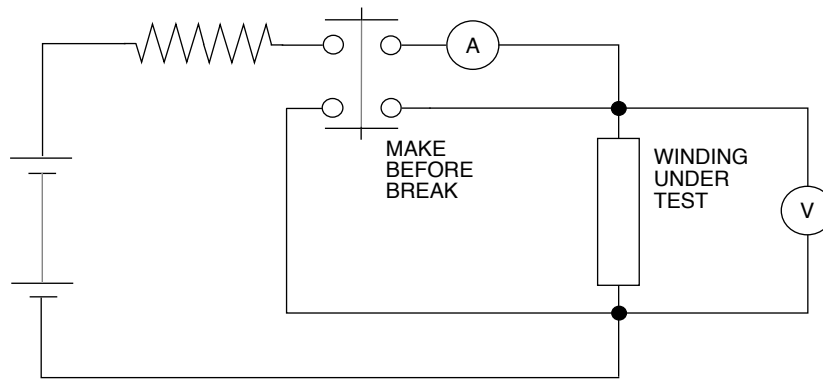 A
MAKE
BEFORE
BREAK
WINDING
UNDER
TEST
V